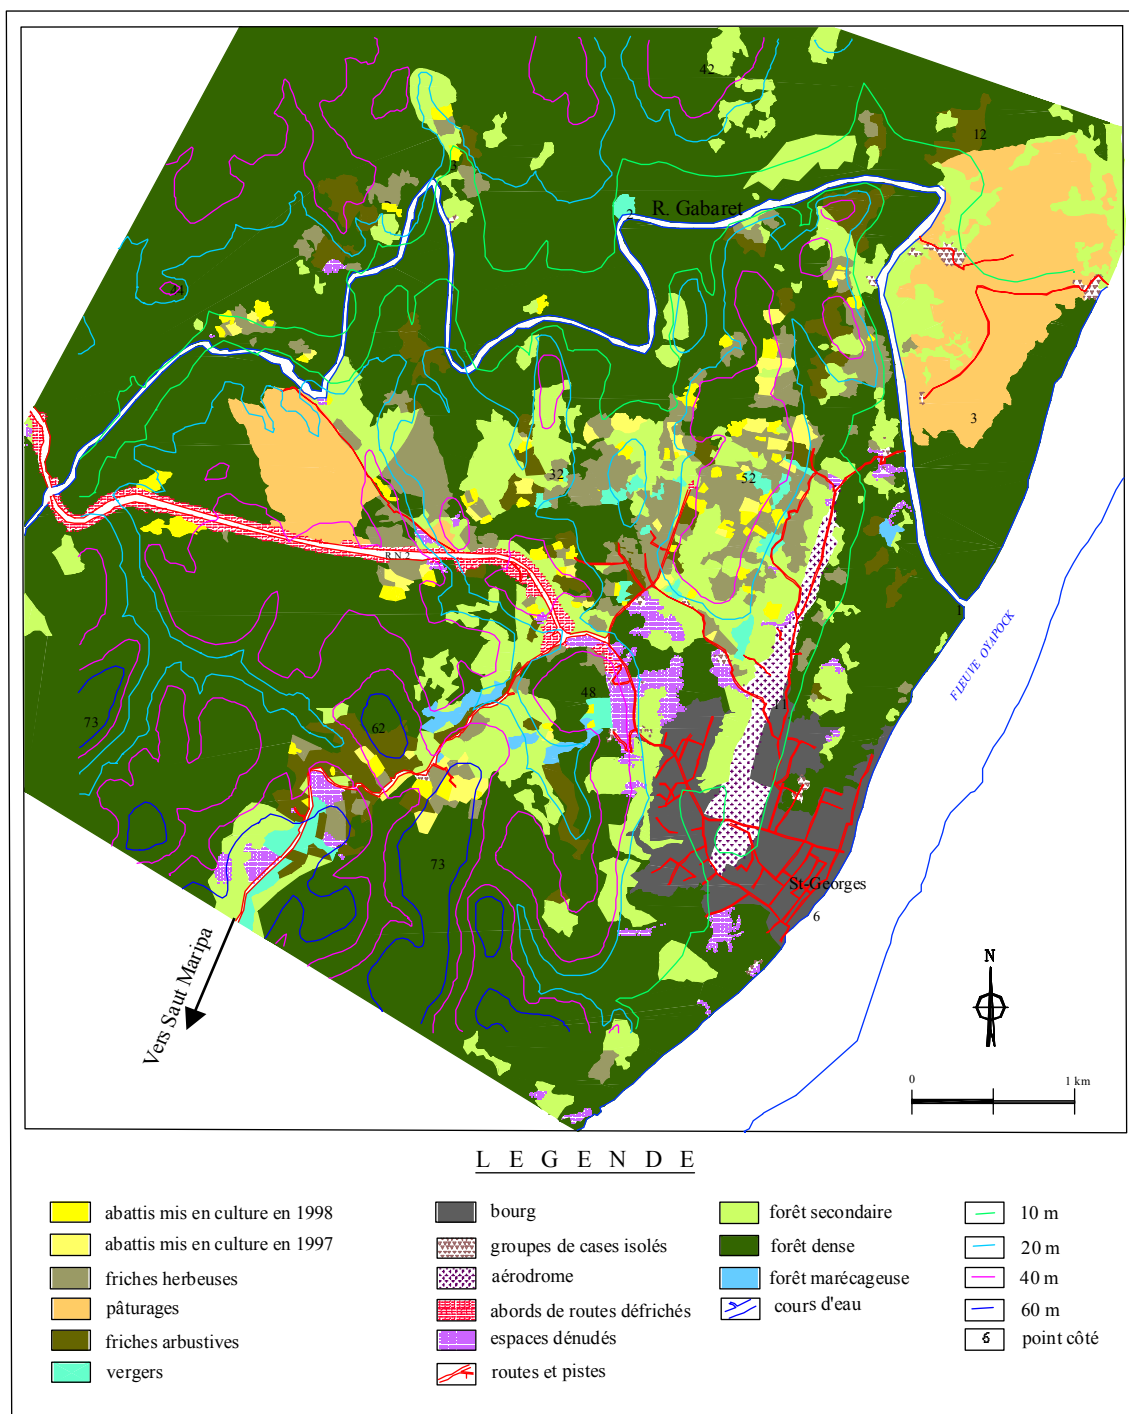 42
12
3
R. Gabaret
24
3
32
52
RN2
1
FLEUVE OYAPOCK
48
11
73
62
73
St-Georges
6
Vers Saut Maripa
N
0 1 km
L E G E N D E
abattis mis en culture en 1998
abattis mis en culture en 1997
friches herbeuses
pâturages
friches arbustives
vergers
bourg
groupes de cases isolés
aérodrome
abords de routes défrichés
espaces dénudés
routes et pistes
forêt secondaire
forêt dense
forêt marécageuse
cours d'eau
10 m
20 m
40 m
60 m
6 point côté